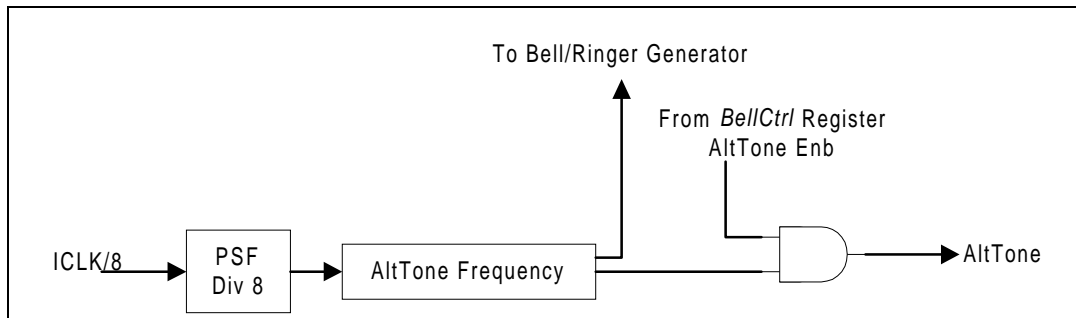 To Bell/Ringer Generator
From BellCtrl Register
AltTone Enb
ICLK/8
PSF
Div 8
AltTone Frequency
AltTone